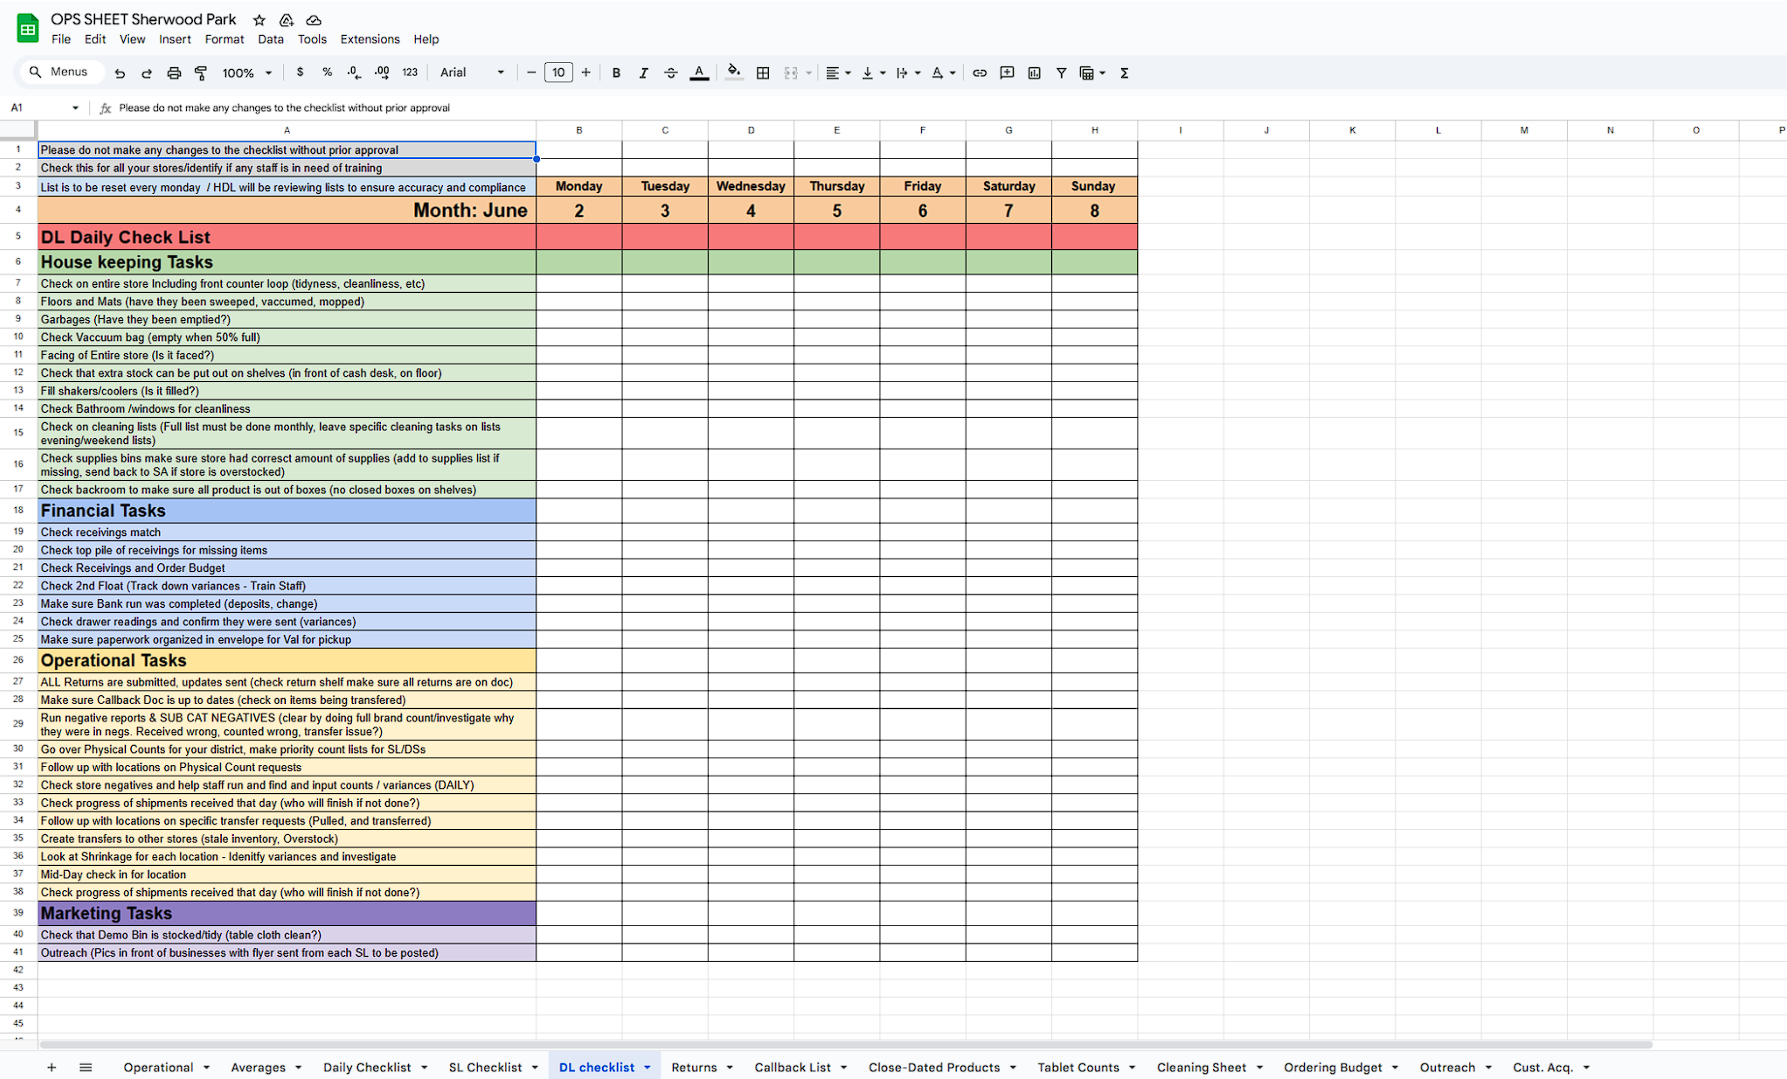 OPS SHEET Sherwood Park
File Edit View Insert Format Data Tools Extensions Help
Menus 100% $ % .0 .00 123 Arial 10 B I A A Σ
A1 fx Please do not make any changes to the checklist without prior approval
A B C D E F G H I J K L M N O P
1 Please do not make any changes to the checklist without prior approval
2 Check this for all your stores/identify if any staff is in need of training
3 List is to be reset every monday / HDL will be reviewing lists to ensure accuracy and compliance Monday Tuesday Wednesday Thursday Friday Saturday Sunday
4 Month: June 2 3 4 5 6 7 8
5 DL Daily Check List
6 House keeping Tasks
7 Check on entire store Including front counter loop (tidyness, cleanliness, etc)
8 Floors and Mats (have they been sweeped, vaccumed, mopped)
9 Garbages (Have they been emptied?)
10 Check Vaccuum bag (empty when 50% full)
11 Facing of Entire store (Is it faced?)
12 Check that extra stock can be put out on shelves (in front of cash desk, on floor)
13 Fill shakers/coolers (Is it filled?)
14 Check Bathroom /windows for cleanliness
15 Check on cleaning lists (Full list must be done monthly, leave specific cleaning tasks on lists
evening/weekend lists)
16 Check supplies bins make sure store had corresct amount of supplies (add to supplies list if
missing, send back to SA if store is overstocked)
17 Check backroom to make sure all product is out of boxes (no closed boxes on shelves)
18 Financial Tasks
19 Check receivings match
20 Check top pile of receivings for missing items
21 Check Receivings and Order Budget
22 Check 2nd Float (Track down variances - Train Staff)
23 Make sure Bank run was completed (deposits, change)
24 Check drawer readings and confirm they were sent (variances)
25 Make sure paperwork organized in envelope for Val for pickup
26 Operational Tasks
27 ALL Returns are submitted, updates sent (check return shelf make sure all returns are on doc)
28 Make sure Callback Doc is up to dates (check on items being transfered)
29 Run negative reports & SUB CAT NEGATIVES (clear by doing full brand count/investigate why
they were in negs. Received wrong, counted wrong, transfer issue?)
30 Go over Physical Counts for your district, make priority count lists for SL/DSs
31 Follow up with locations on Physical Count requests
32 Check store negatives and help staff run and find and input counts / variances (DAILY)
33 Check progress of shipments received that day (who will finish if not done?)
34 Follow up with locations on specific transfer requests (Pulled, and transferred)
35 Create transfers to other stores (stale inventory, Overstock)
36 Look at Shrinkage for each location - Idenitfy variances and investigate
37 Mid-Day check in for location
38 Check progress of shipments received that day (who will finish if not done?)
39 Marketing Tasks
40 Check that Demo Bin is stocked/tidy (table cloth clean?)
41 Outreach (Pics in front of businesses with flyer sent from each SL to be posted)
42
43
44
45
+ Operational Averages Daily Checklist SL Checklist DL checklist Returns Callback List Close-Dated Products Tablet Counts Cleaning Sheet Ordering Budget Outreach Cust. Acq.